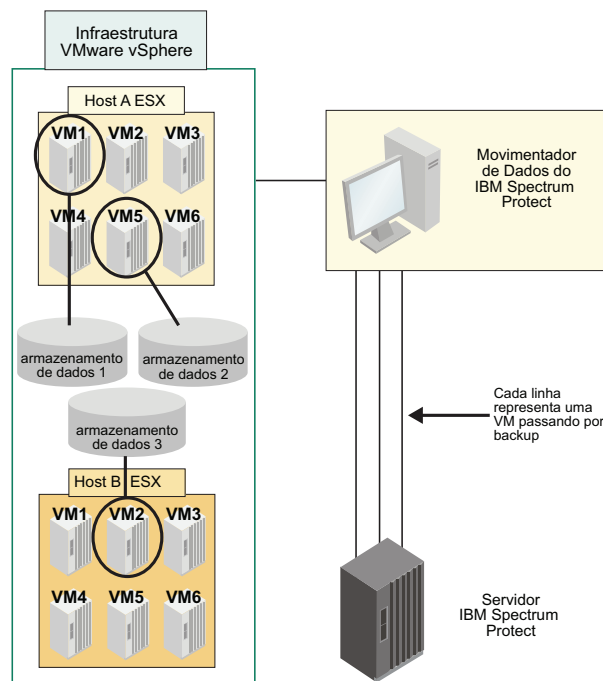 Infraestrutura
VMware vSphere
Host A ESX
VM1 VM2 VM3
VM4 VM5 VM6
armazenamento
de dados 1
armazenamento
de dados 2
armazenamento
de dados 3
Host B ESX
VM1 VM2 VM3
VM4 VM5 VM6
Movimentador
de Dados do
IBM Spectrum
Protect
Cada linha
representa uma
VM passando por
backup
Servidor
IBM Spectrum
Protect